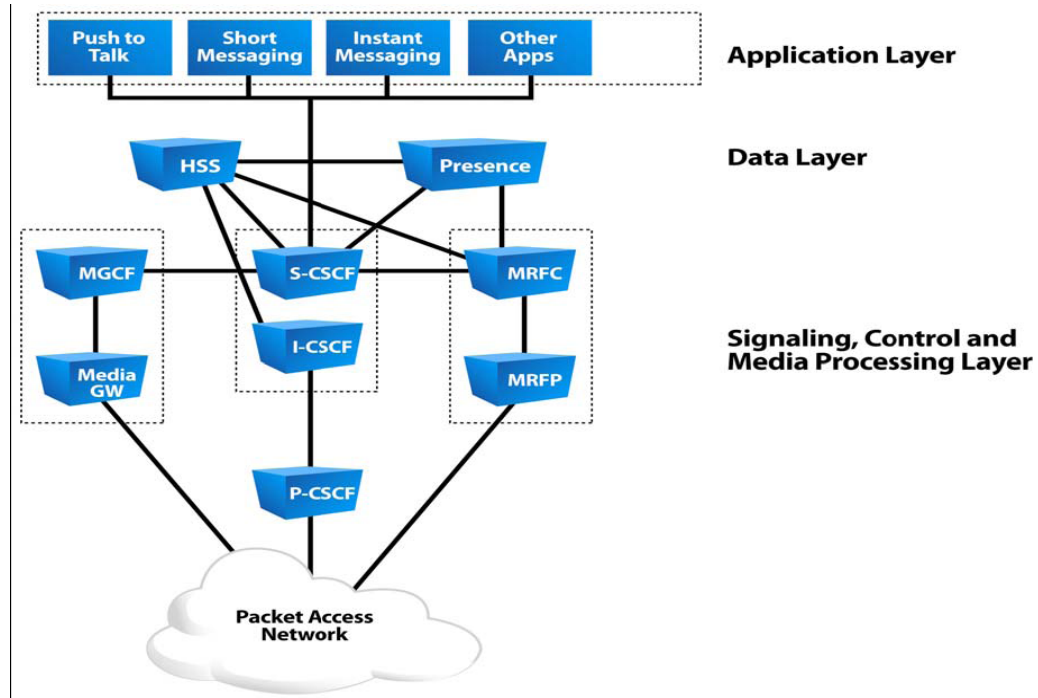 Push to
Talk
Short
Messaging
Instant
Messaging
Other
Apps
Application Layer
HSS
Presence
Data Layer
MGCF
S-CSCF
MRFC
I-CSCF
Signaling, Control and
Media Processing Layer
Media
GW
MRFP
P-CSCF
Packet Access
Network